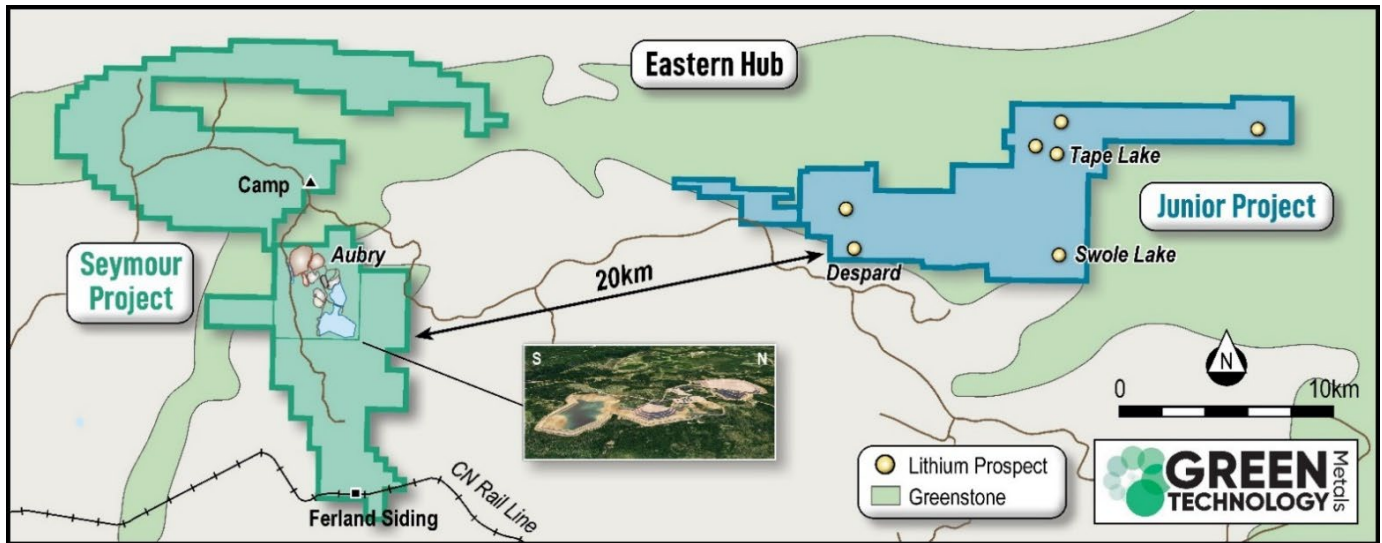 Eastern Hub
Camp
Tape Lake
Junior Project
Aubry
Seymour
Project
Swole Lake
Despard
20km
S N
N
0 10km
Lithium Prospect
Greenstone
GREEN
TECHNOLOGY
Metals
CN Rail Line
Ferland Siding